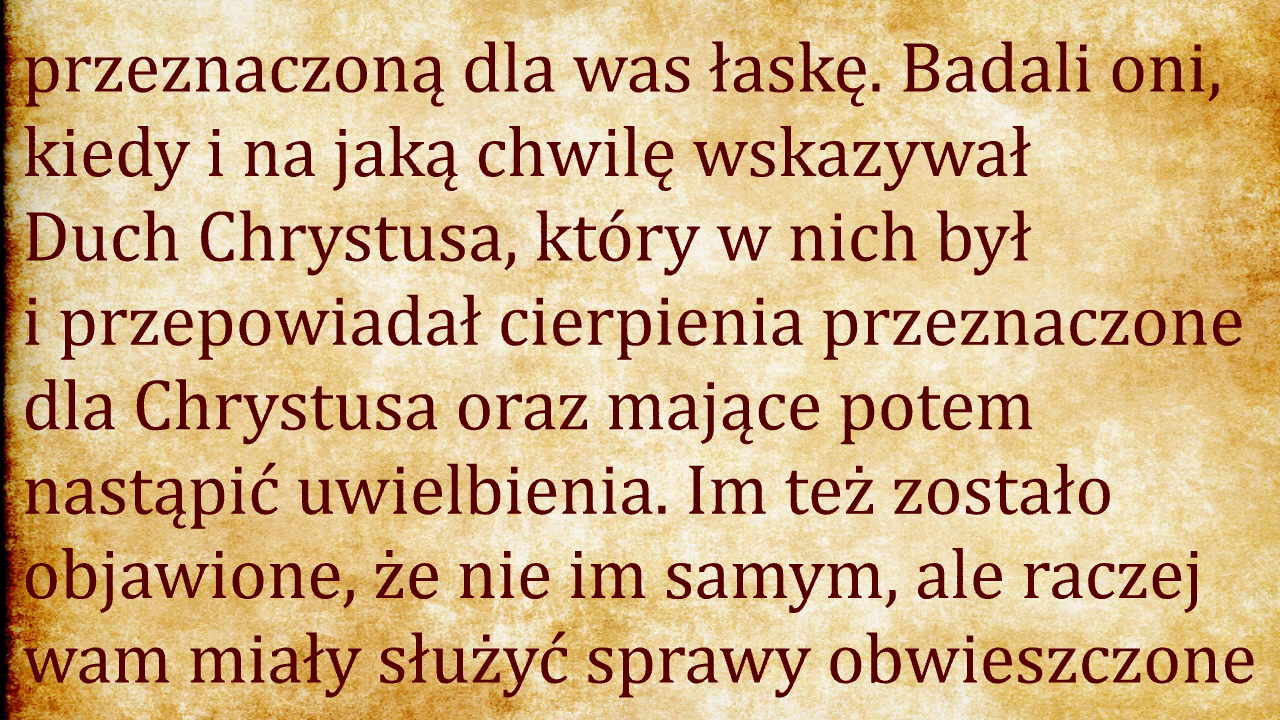 przeznaczoną dla was łaskę. Badali oni,
kiedy i na jaką chwilę wskazywał
Duch Chrystusa, który w nich był
i przepowiadał cierpienia przeznaczone
dla Chrystusa oraz mające potem
nastąpić uwielbienia. Im też zostało
objawione, że nie im samym, ale raczej
wam miały służyć sprawy obwieszczone